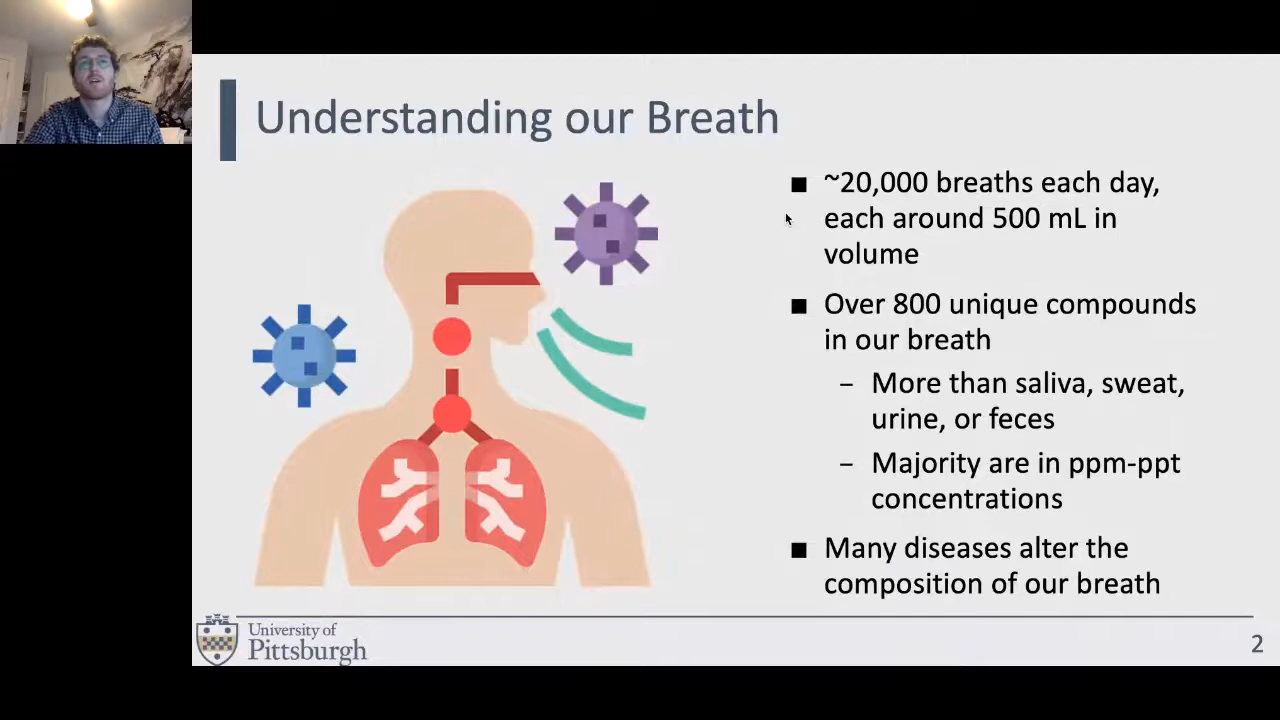 Understanding our Breath
■ ~20,000 breaths each day,
each around 500 mL in
volume
■ Over 800 unique compounds
in our breath
– More than saliva, sweat,
urine, or feces
– Majority are in ppm-ppt
concentrations
■ Many diseases alter the
composition of our breath
University of
Pittsburgh
2